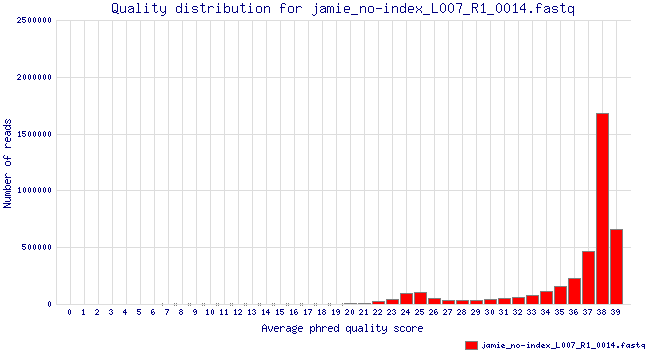 Quality distribution for jamie_no-index_L007_R1_0014.fastq
2500000
2000000
1500000
1000000
500000
0
Number of reads
0 1 2 3 4 5 6 7 8 9 10 11 12 13 14 15 16 17 18 19 20 21 22 23 24 25 26 27 28 29 30 31 32 33 34 35 36 37 38 39
Average phred quality score
jamie_no-index_L007_R1_0014.fastq